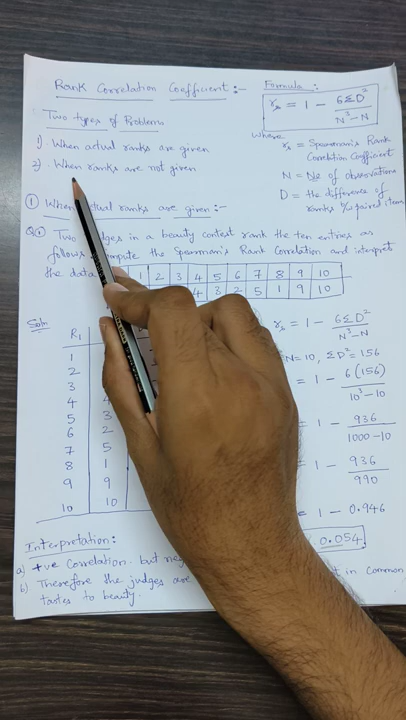 Rank Correlation Coefficient:-
Formula:
rₛ = 1 - 6ΣD² / N³-N
Two types of Problems
1) When actual ranks are given
2) When ranks are not given
where
rₛ = Spearman's Rank
Correlation Coefficient
N = No of observations
D = the difference of
ranks b/w paired items
① When actual ranks are given:-
Q① Two judges in a beauty contest rank the ten entries as
follows. Compute the Spearman's Rank Correlation and interpret
the data
1 2 3 4 5 6 7 8 9 10
4 3 2 5 1 9 10
Soln:
rₛ = 1 - 6ΣD² / N³-N
N=10, ΣD² = 156
= 1 - 6(156) / 10³-10
= 1 - 936 / 1000-10
1 - 936 / 990
= 1 - 0.946
0.054
R₁
1
2
3
4 4
5 3
6 2
7 5
8 1
9 9
10 10
Interpretation:-
a) +ve Correlation but
b) Therefore the judges are in common
tastes to beauty.